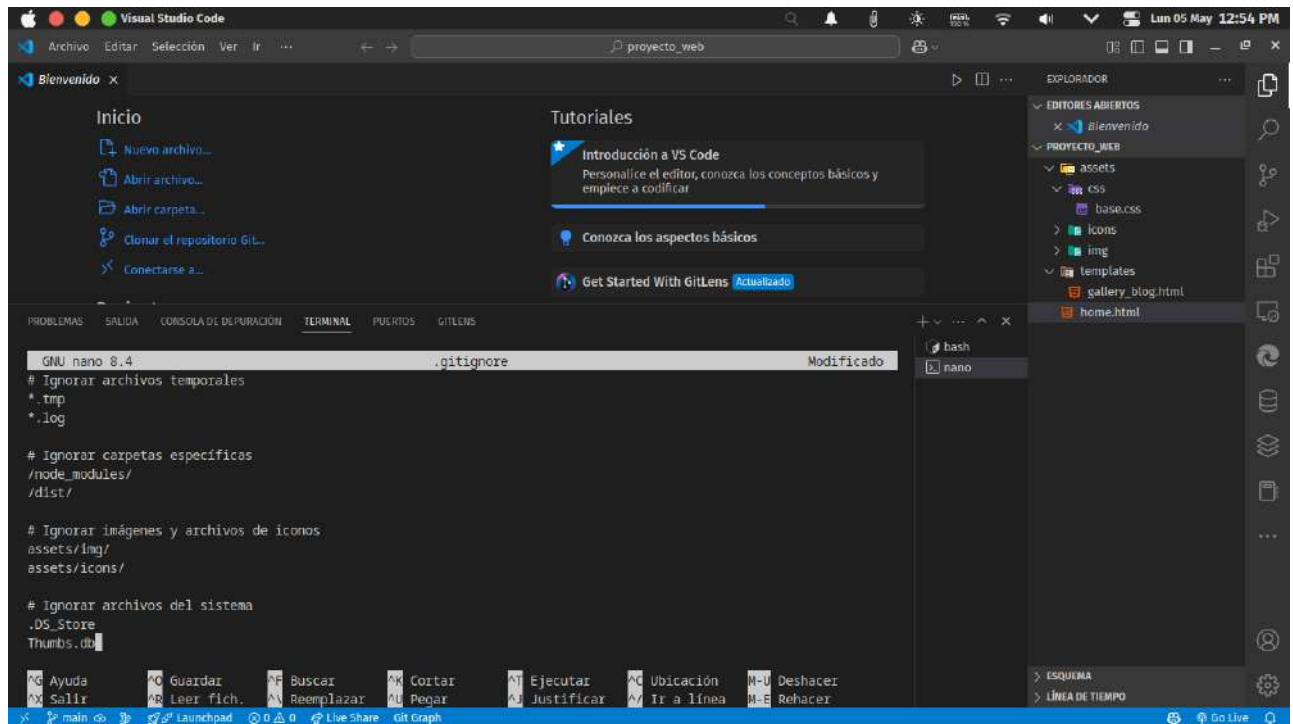 Visual Studio Code
Lun 05 May 12:54 PM
Archivo Editar Selección Ver Ir ...
proyecto_web
Bienvenido
Inicio
Nuevo archivo...
Abrir archivo...
Abrir carpeta...
Clonar el repositorio Git...
Conectarse a...
Tutoriales
Introducción a VS Code
Personalice el editor, conozca los conceptos básicos y
empiece a codificar
Conozca los aspectos básicos
Get Started With GitLens Actualizado
EXPLORADOR
EDITORES ABIERTOS
Bienvenido
PROYECTO_WEB
assets
css
base.css
icons
img
templates
gallery_blog.html
home.html
PROBLEMAS SALIDA CONSOLA DE DEPURACIÓN TERMINAL PUERTOS GITLENS
bash
nano
GNU nano 8.4 .gitignore Modificado
# Ignorar archivos temporales
*.tmp
*.log
# Ignorar carpetas específicas
/node_modules/
/dist/
# Ignorar imágenes y archivos de iconos
assets/img/
assets/icons/
# Ignorar archivos del sistema
.DS_Store
Thumbs.db
^G Ayuda ^O Guardar ^F Buscar ^K Cortar ^T Ejecutar ^C Ubicación M-U Deshacer
^X Salir ^R Leer fich. ^\ Reemplazar ^U Pegar ^J Justificar ^/ Ir a línea M-E Rehacer
ESQUEMA
LÍNEA DE TIEMPO
main Launchpad 0 0 Live Share Git Graph Go Live